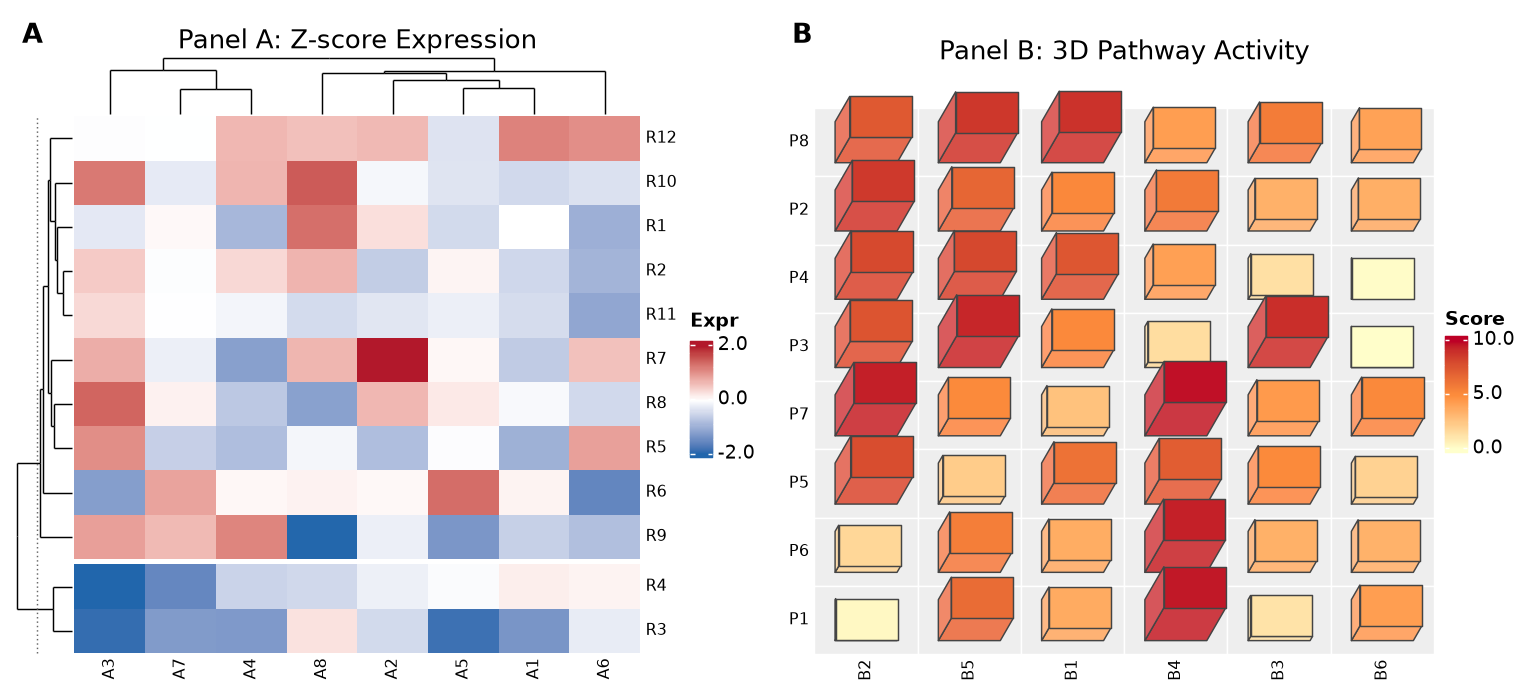 A
Panel A: Z-score Expression
R12
R10
R1
R2
R11
R7
R8
R5
R6
R9
R4
R3
A3
A7
A4
A8
A2
A5
A1
A6
Expr
2.0
0.0
-2.0
B
Panel B: 3D Pathway Activity
P8
P2
P4
P3
P7
P5
P6
P1
B2
B5
B1
B4
B3
B6
Score
10.0
5.0
0.0